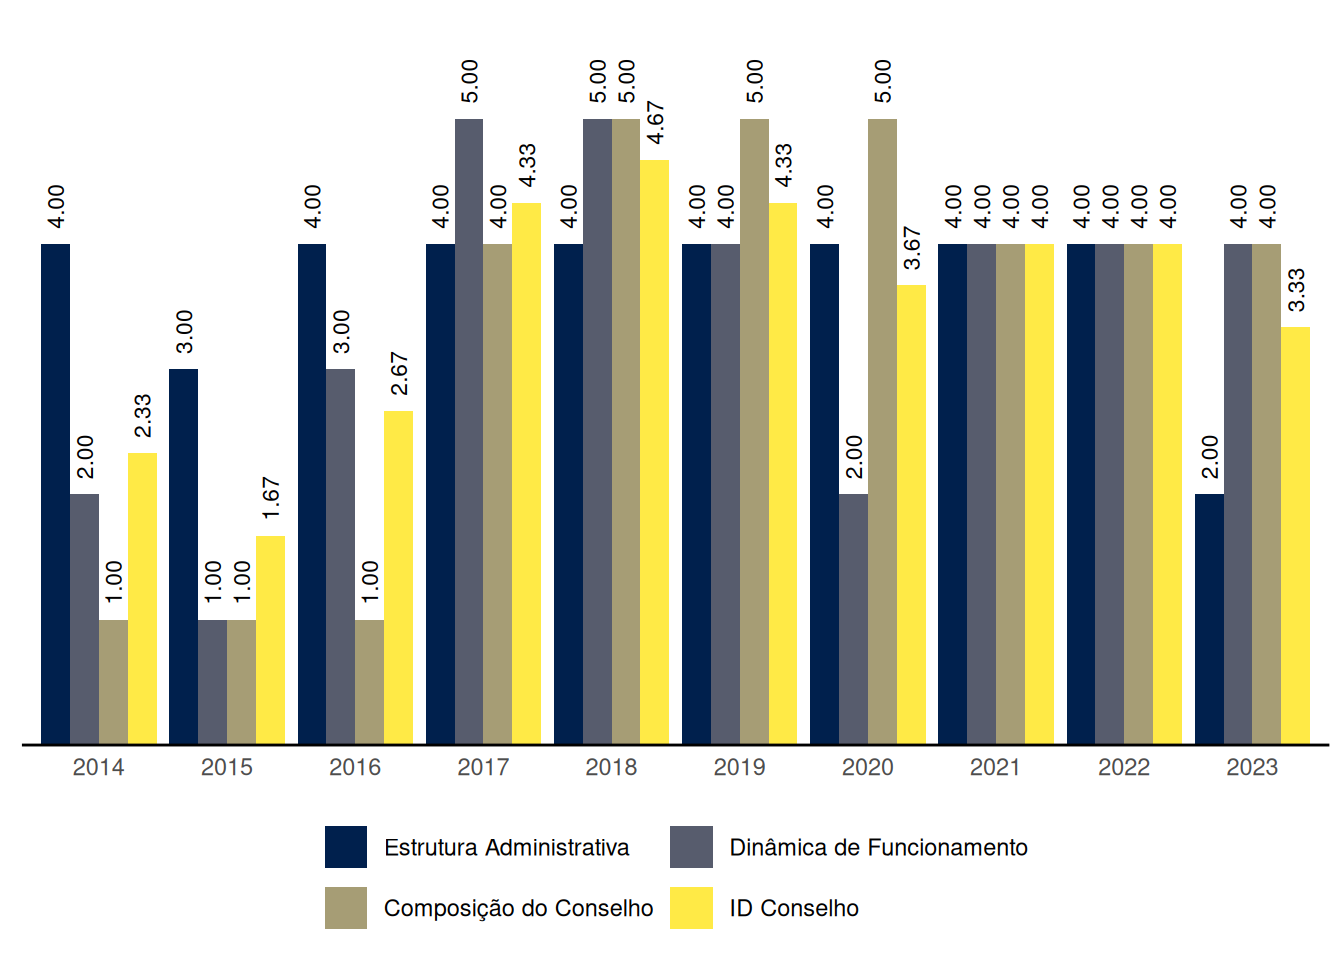 4.00 2.00 1.00 2.33 3.00 1.00 1.00 1.67 4.00 3.00 1.00 2.67 4.00 5.00 4.00 4.33 4.00 5.00 5.00 4.67 4.00 4.00 5.00 4.33 4.00 2.00 5.00 3.67 4.00 4.00 4.00 4.00 4.00 4.00 4.00 4.00 2.00 4.00 4.00 3.33
2014 2015 2016 2017 2018 2019 2020 2021 2022 2023
Estrutura Administrativa Dinâmica de Funcionamento
Composição do Conselho ID Conselho